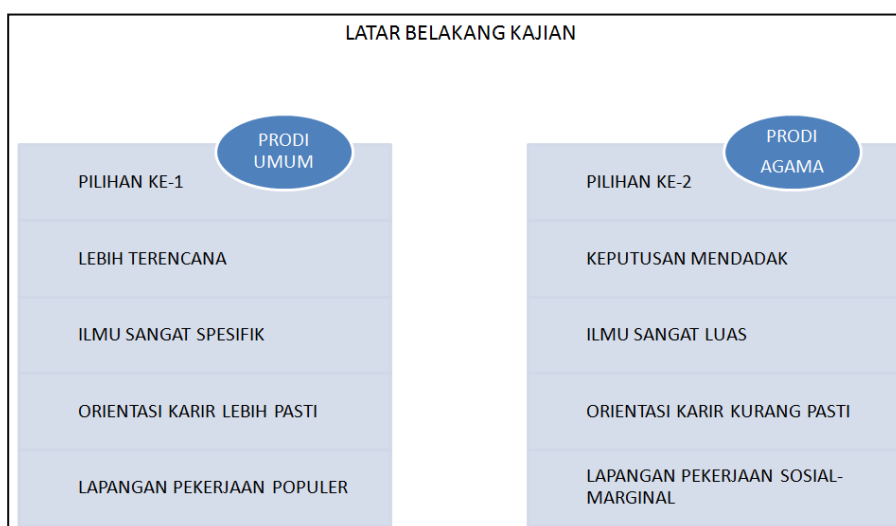 LATAR BELAKANG KAJIAN
PRODI
UMUM
PILIHAN KE-1
LEBIH TERENCANA
ILMU SANGAT SPESIFIK
ORIENTASI KARIR LEBIH PASTI
LAPANGAN PEKERJAAN POPULER
PRODI
AGAMA
PILIHAN KE-2
KEPUTUSAN MENDADAK
ILMU SANGAT LUAS
ORIENTASI KARIR KURANG PASTI
LAPANGAN PEKERJAAN SOSIAL-
MARGINAL